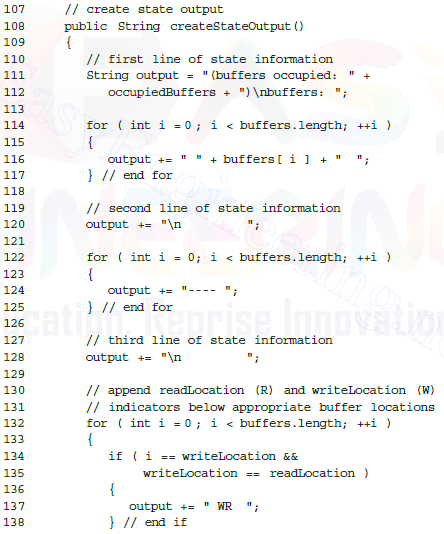 107 // create state output
108 public String createStateOutput()
109 {
110 // first line of state information
111 String output = "(buffers occupied: " +
112 occupiedBuffers + ")\nbuffers: ";
113
114 for ( int i = 0; i < buffers.length; ++i )
115 {
116 output += " " + buffers[ i ] + "  ";
117 } // end for
118
119 // second line of state information
120 output += "\n         ";
121
122 for ( int i = 0; i < buffers.length; ++i )
123 {
124 output += "---- ";
125 } // end for
126
127 // third line of state information
128 output += "\n         ";
129
130 // append readLocation (R) and writeLocation (W)
131 // indicators below appropriate buffer locations
132 for ( int i = 0; i < buffers.length; ++i )
133 {
134 if ( i == writeLocation &&
135 writeLocation == readLocation )
136 {
137 output += " WR  ";
138 } // end if